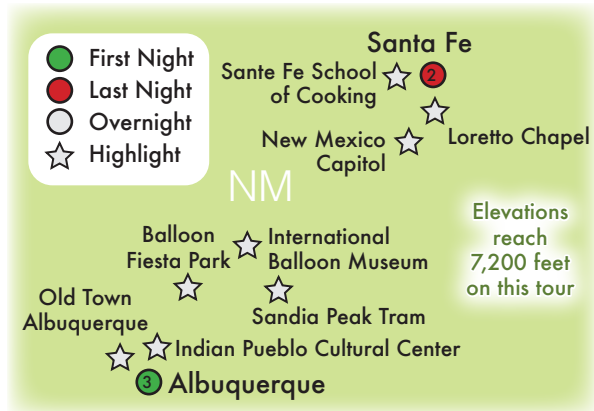 First Night
Last Night
Overnight
Highlight
Santa Fe
2
Sante Fe School
of Cooking
Loretto Chapel
New Mexico
Capitol
NM
Elevations
reach
7,200 feet
on this tour
Balloon
Fiesta Park
International
Balloon Museum
Sandia Peak Tram
Old Town
Albuquerque
Indian Pueblo Cultural Center
3
Albuquerque